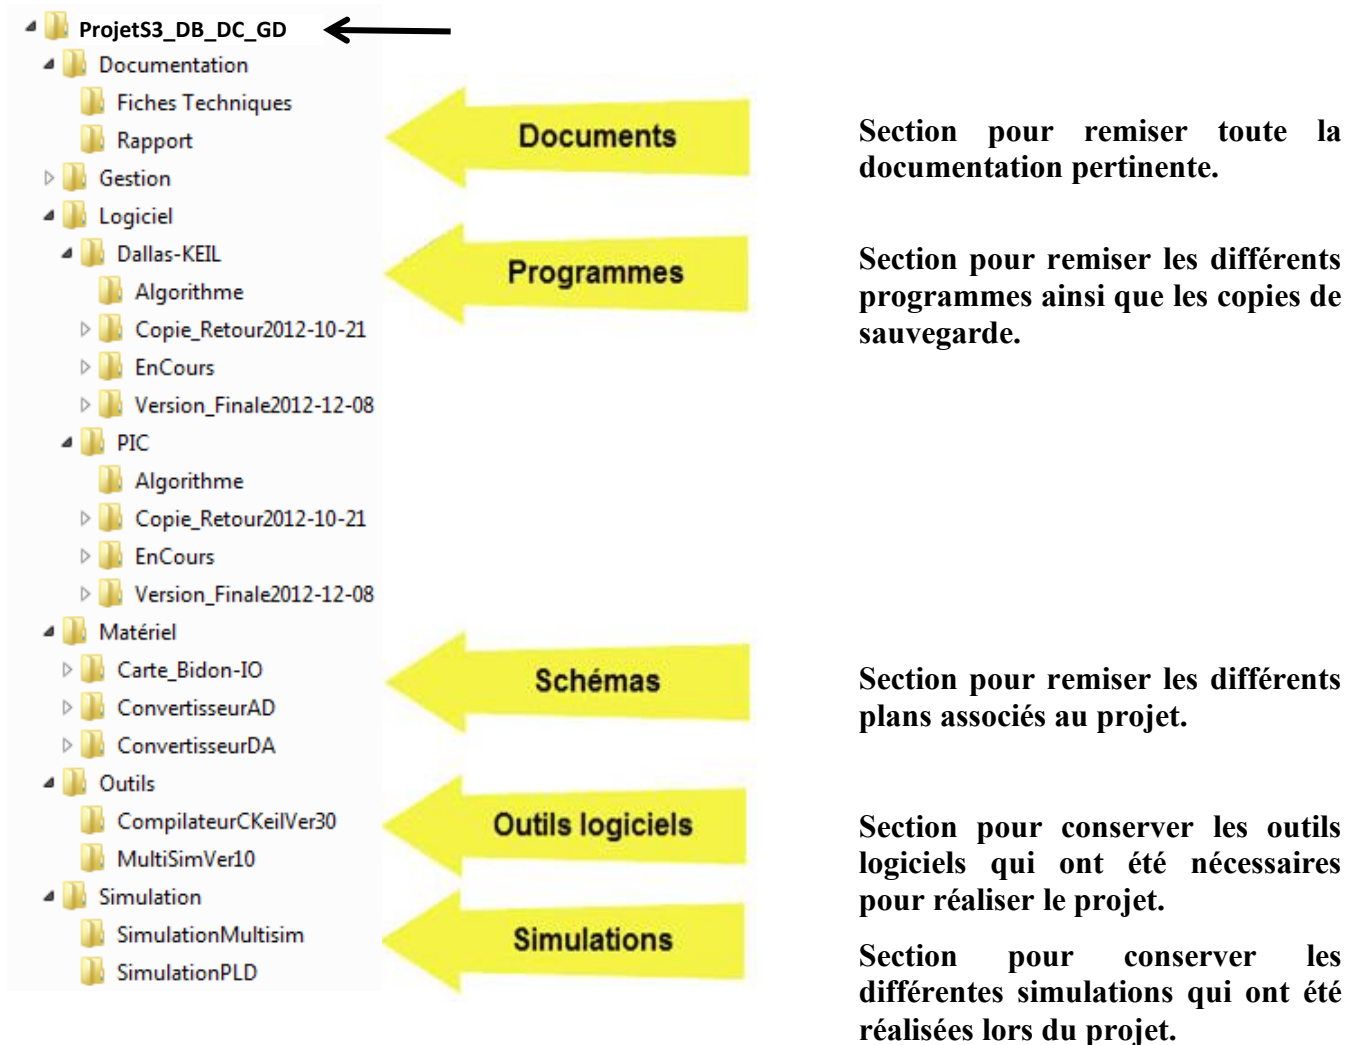 ProjetS3_DB_DC_GD
Documentation
Fiches Techniques
Rapport
Gestion
Logiciel
Dallas-KEIL
Algorithme
Copie_Retour2012-10-21
EnCours
Version_Finale2012-12-08
PIC
Algorithme
Copie_Retour2012-10-21
EnCours
Version_Finale2012-12-08
Matériel
Carte_Bidon-IO
ConvertisseurAD
ConvertisseurDA
Outils
CompilateurCKeilVer30
MultiSimVer10
Simulation
SimulationMultisim
SimulationPLD
Documents
Programmes
Schémas
Outils logiciels
Simulations
Section pour remiser toute la
documentation pertinente.
Section pour remiser les différents
programmes ainsi que les copies de
sauvegarde.
Section pour remiser les différents
plans associés au projet.
Section pour conserver les outils
logiciels qui ont été nécessaires
pour réaliser le projet.
Section pour conserver les
différentes simulations qui ont été
réalisées lors du projet.